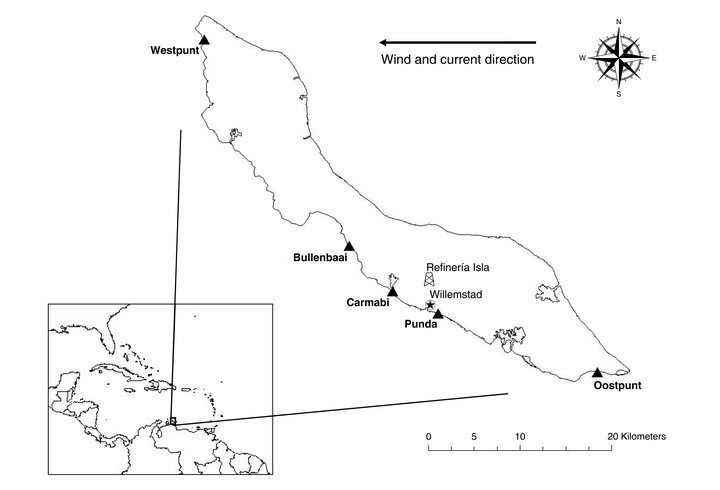 N
Westpunt
Wind and current direction
W
E
S
Bullenbaai
Refinería Isla
Carmabi
Willemstad
Punda
Oostpunt
0 5 10 20 Kilometers